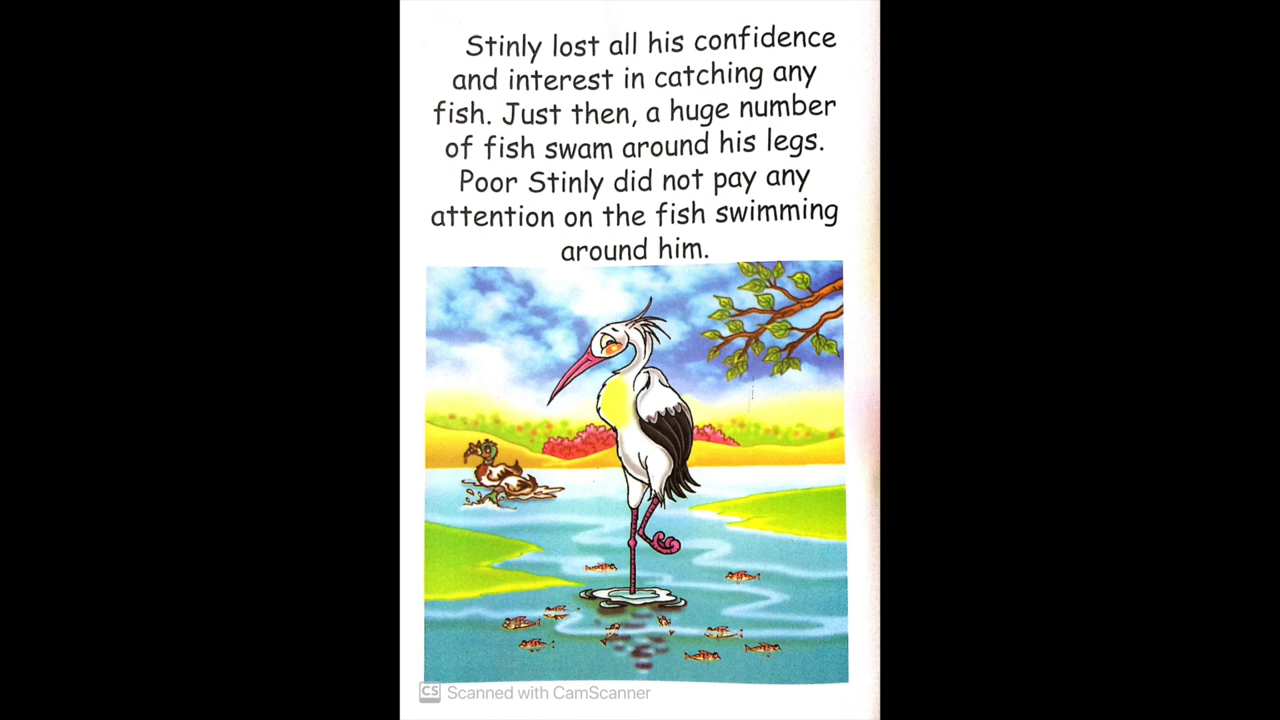 Stinly lost all his confidence
and interest in catching any
fish. Just then, a huge number
of fish swam around his legs.
Poor Stinly did not pay any
attention on the fish swimming
around him.
CS Scanned with CamScanner